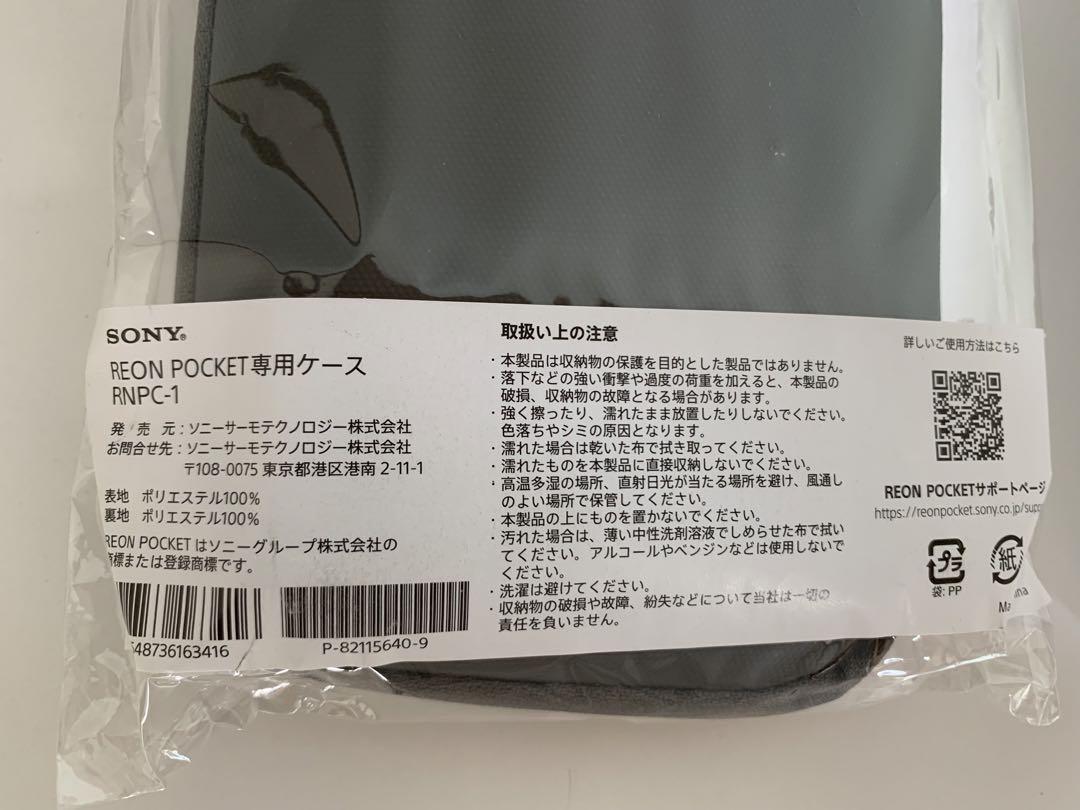 SONY®
REON POCKET専用ケース
RNPC-1
発売元：ソニーサーモテクノロジー株式会社
お問合せ先：ソニーサーモテクノロジー株式会社
〒108-0075 東京都港区港南 2-11-1
表地 ポリエステル100%
裏地 ポリエステル100%
REON POCKET はソニーグループ株式会社の
商標または登録商標です。
548736163416
P-82115640-9
取扱い上の注意
・本製品は収納物の保護を目的とした製品ではありません。
・落下などの強い衝撃や過度の荷重を加えると、本製品の
破損、収納物の故障となる場合があります。
・強く擦ったり、濡れたまま放置したりしないでください。
色落ちやシミの原因となります。
・濡れた場合は乾いた布で拭き取ってください。
・濡れたものを本製品に直接収納しないでください。
・高温多湿の場所、直射日光が当たる場所を避け、風通し
のよい場所で保管してください。
・本製品の上にものを置かないでください。
・汚れた場合は、薄い中性洗剤溶液でしめらせた布で拭い
てください。アルコールやベンジンなどは使用しないで
ください。
・洗濯は避けてください。
・収納物の破損や故障、紛失などについて当社は一切の
責任を負いません。
詳しいご使用方法はこちら
REON POCKETサポートページ
https://reonpocket.sony.co.jp/supp
プラ
袋: PP
紙